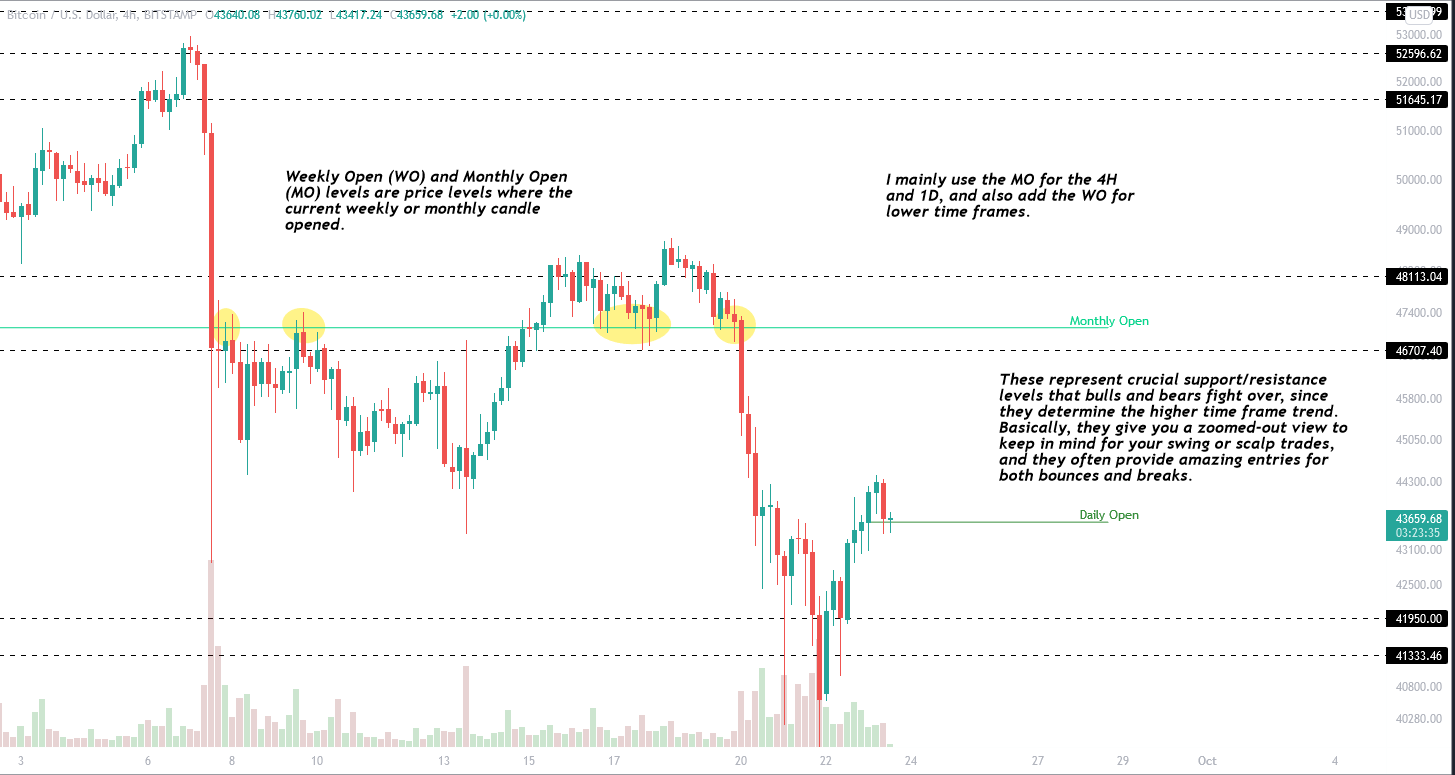 Bitcoin / U.S. Dollar, 4h, BITSTAMP O43640.08 H43760.02 L43417.24 C43659.68 +2.00 (+0.00%)
USD
53000.00
52596.62
52000.00
51645.17
51000.00
Weekly Open (WO) and Monthly Open
(MO) levels are price levels where the
current weekly or monthly candle
opened.
I mainly use the MO for the 4H
and 1D, and also add the WO for
lower time frames.
50000.00
49000.00
48113.04
47400.00
Monthly Open
46707.40
These represent crucial support/resistance
levels that bulls and bears fight over, since
they determine the higher time frame trend.
Basically, they give you a zoomed-out view to
keep in mind for your swing or scalp trades,
and they often provide amazing entries for
both bounces and breaks.
45800.00
45050.00
44300.00
Daily Open
43659.68
03:23:35
43100.00
42500.00
41950.00
41333.46
40800.00
40280.00
3 6 8 10 13 15 17 20 22 24 27 29 Oct 4